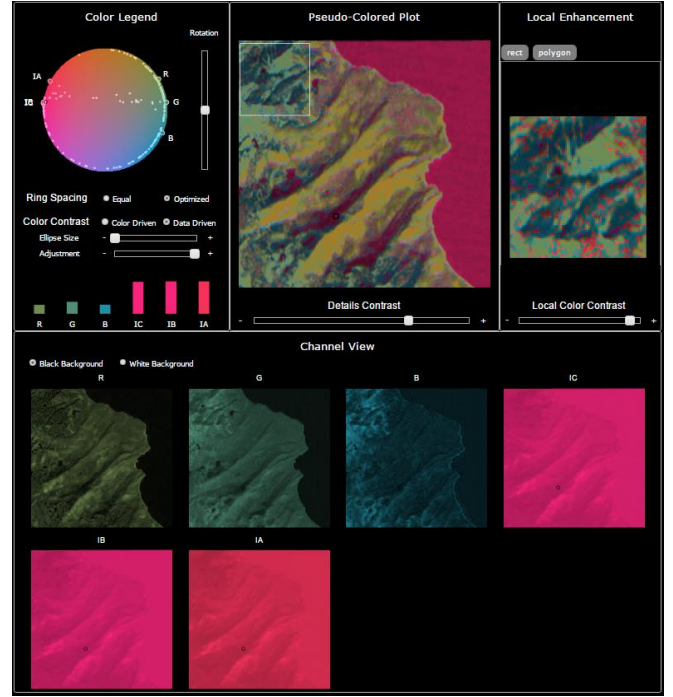 Color Legend
Rotation
IA
R
G
B
Ring Spacing
Equal
Optimized
Color Contrast
Color Driven
Data Driven
Ellipse Size
- +
Adjustment
- +
R G B IC IB IA
Pseudo-Colored Plot
Details Contrast
- +
Local Enhancement
rect polygon
Local Color Contrast
- +
Channel View
Black Background
White Background
R G B IC
IB IA